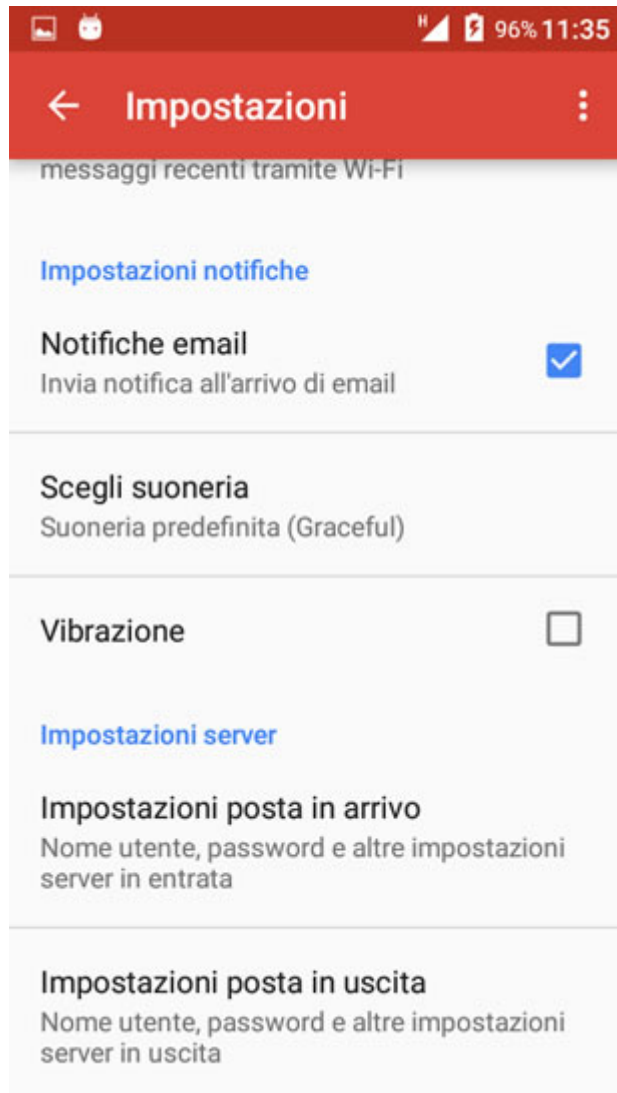 H 96% 11:35
Impostazioni
messaggi recenti tramite Wi-Fi
Impostazioni notifiche
Notifiche email
Invia notifica all'arrivo di email
Scegli suoneria
Suoneria predefinita (Graceful)
Vibrazione
Impostazioni server
Impostazioni posta in arrivo
Nome utente, password e altre impostazioni
server in entrata
Impostazioni posta in uscita
Nome utente, password e altre impostazioni
server in uscita